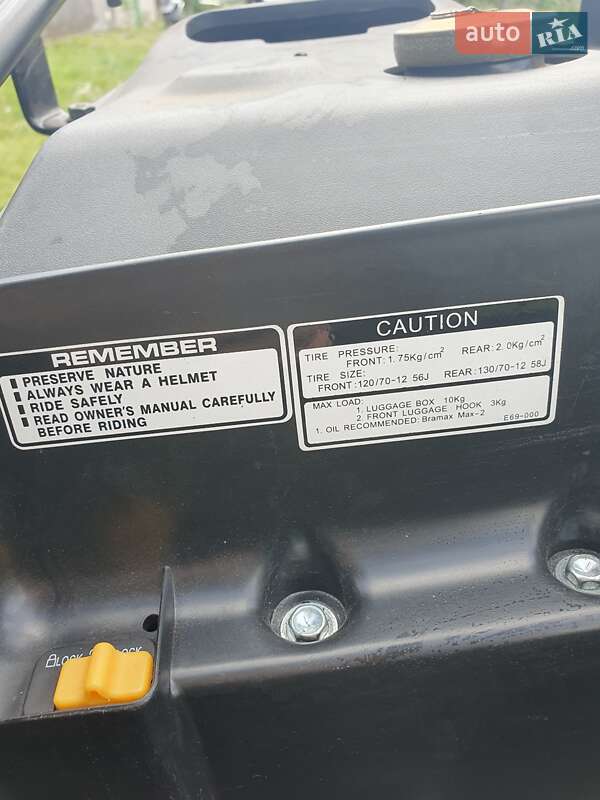 auto RIA .com
REMEMBER
PRESERVE NATURE
ALWAYS WEAR A HELMET
RIDE SAFELY
READ OWNER'S MANUAL CAREFULLY
BEFORE RIDING
CAUTION
TIRE PRESSURE:
FRONT: 1.75Kg/cm² REAR: 2.0Kg/cm²
TIRE SIZE:
FRONT: 120/70-12 56J REAR: 130/70-12 58J
MAX LOAD:
1. LUGGAGE BOX 10Kg
2. FRONT LUGGAGE HOOK 3Kg
1. OIL RECOMMENDED: Bramax Max-2 E69-000
LOCK